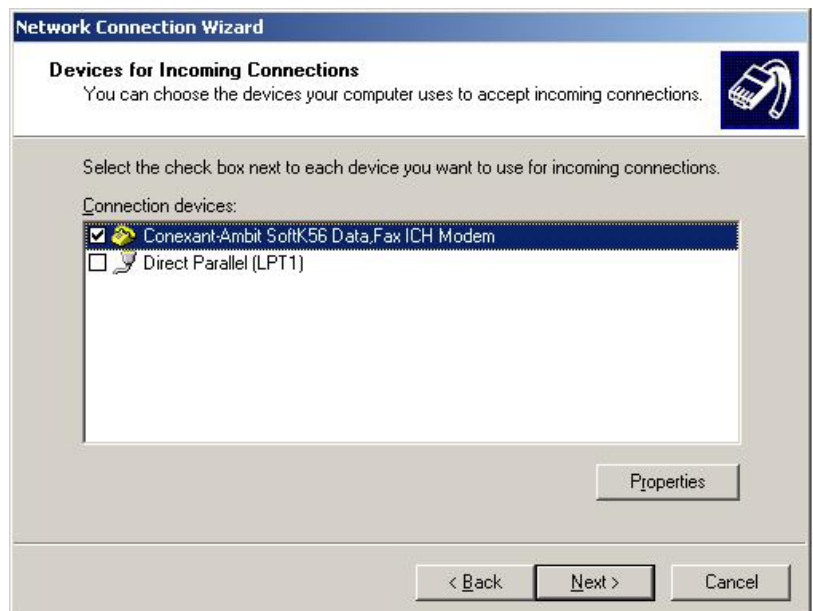 Network Connection Wizard
Devices for Incoming Connections
You can choose the devices your computer uses to accept incoming connections.
Select the check box next to each device you want to use for incoming connections.
Connection devices:
Conexant-Ambit SoftK56 Data,Fax ICH Modem
Direct Parallel (LPT1)
Properties
< Back Next > Cancel